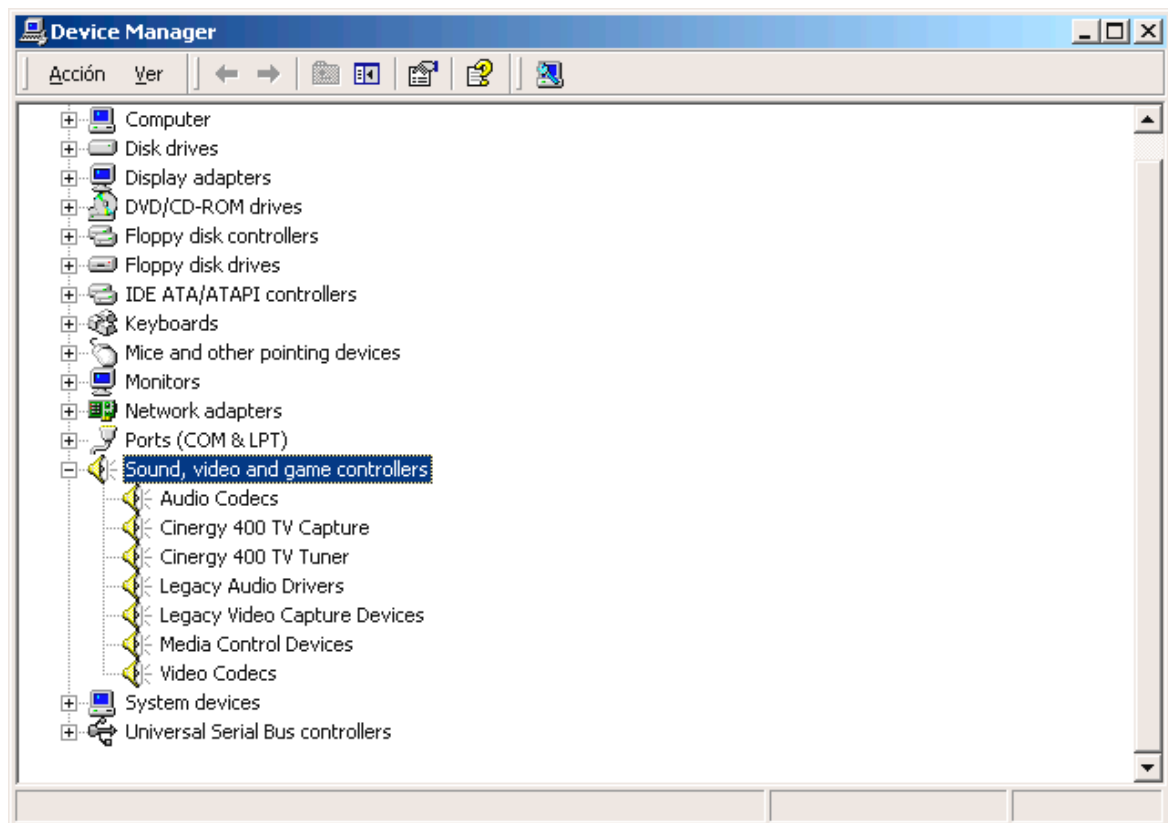 Device Manager
Acción Ver
Computer
Disk drives
Display adapters
DVD/CD-ROM drives
Floppy disk controllers
Floppy disk drives
IDE ATA/ATAPI controllers
Keyboards
Mice and other pointing devices
Monitors
Network adapters
Ports (COM & LPT)
Sound, video and game controllers
Audio Codecs
Cinergy 400 TV Capture
Cinergy 400 TV Tuner
Legacy Audio Drivers
Legacy Video Capture Devices
Media Control Devices
Video Codecs
System devices
Universal Serial Bus controllers